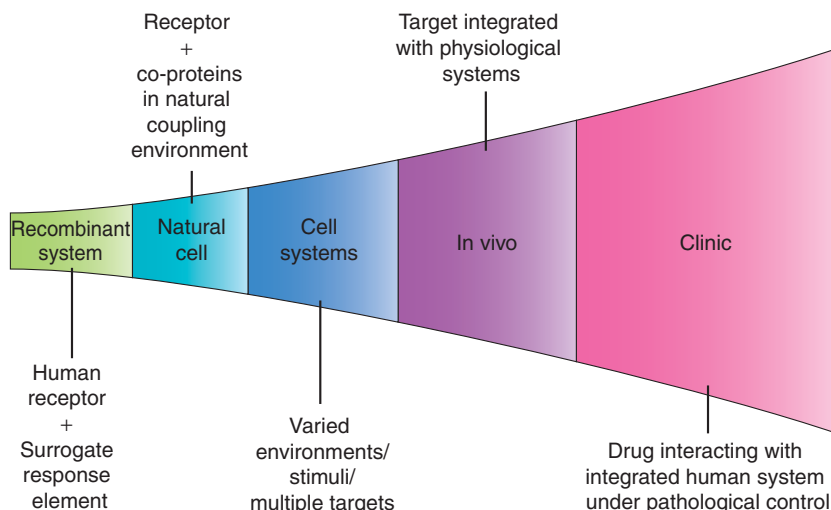 Receptor
+
co-proteins
in natural
coupling
environment
Target integrated
with physiological
systems
Recombinant
system
Natural
cell
Cell
systems
In vivo
Clinic
Human
receptor
+
Surrogate
response
element
Varied
environments/
stimuli/
multiple targets
Drug interacting with
integrated human system
under pathological control